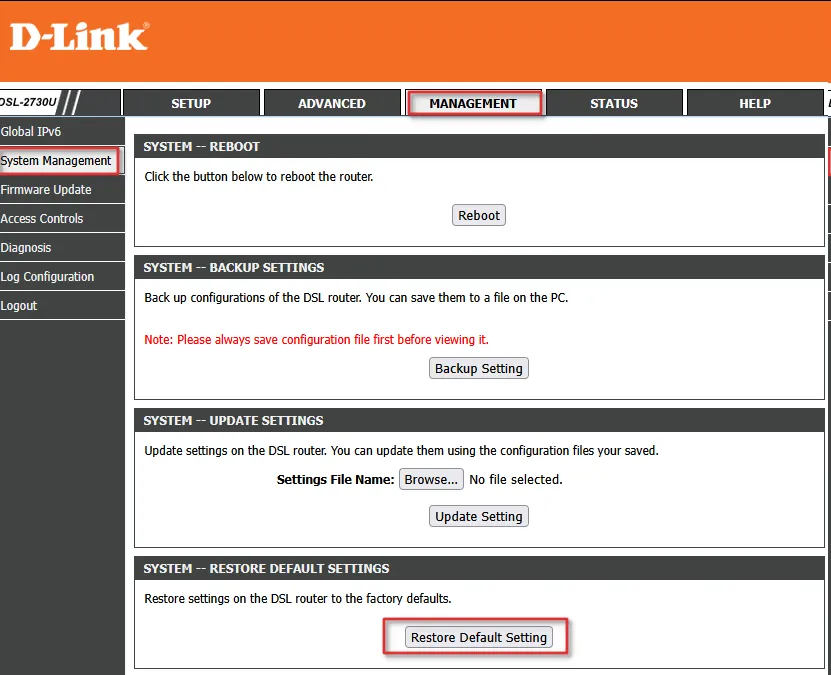 D-Link®
DSL-2730U
SETUP ADVANCED MANAGEMENT STATUS HELP
Global IPv6
System Management
Firmware Update
Access Controls
Diagnosis
Log Configuration
Logout
SYSTEM -- REBOOT
Click the button below to reboot the router.
Reboot
SYSTEM -- BACKUP SETTINGS
Back up configurations of the DSL router. You can save them to a file on the PC.
Note: Please always save configuration file first before viewing it.
Backup Setting
SYSTEM -- UPDATE SETTINGS
Update settings on the DSL router. You can update them using the configuration files your saved.
Settings File Name: Browse... No file selected.
Update Setting
SYSTEM -- RESTORE DEFAULT SETTINGS
Restore settings on the DSL router to the factory defaults.
Restore Default Setting